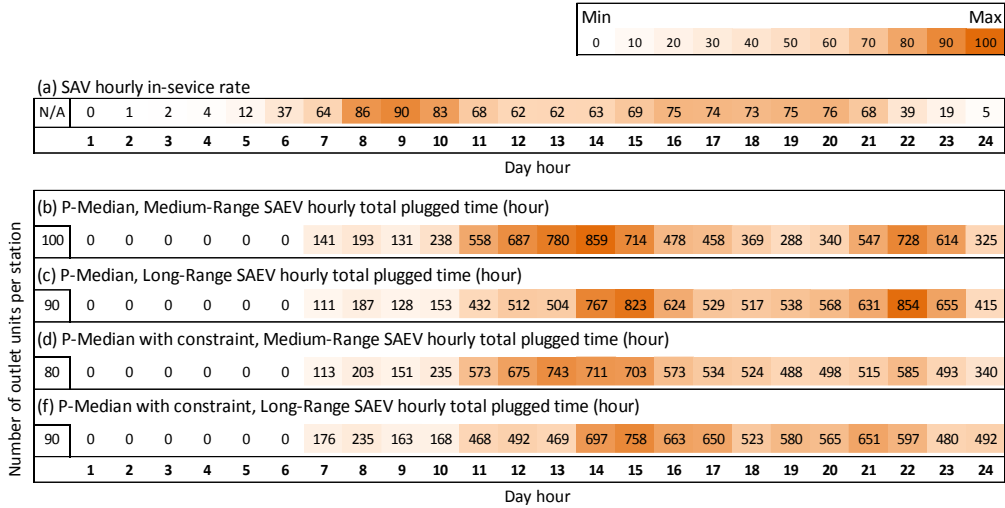 Min Max
0 10 20 30 40 50 60 70 80 90 100
(a) SAV hourly in-sevice rate
N/A 0 1 2 4 12 37 64 86 90 83 68 62 62 63 69 75 74 73 75 76 68 39 19 5
1 2 3 4 5 6 7 8 9 10 11 12 13 14 15 16 17 18 19 20 21 22 23 24
Day hour
Number of outlet units per station
(b) P-Median, Medium-Range SAEV hourly total plugged time (hour)
100 0 0 0 0 0 0 141 193 131 238 558 687 780 859 714 478 458 369 288 340 547 728 614 325
(c) P-Median, Long-Range SAEV hourly total plugged time (hour)
90 0 0 0 0 0 0 111 187 128 153 432 512 504 767 823 624 529 517 538 568 631 854 655 415
(d) P-Median with constraint, Medium-Range SAEV hourly total plugged time (hour)
80 0 0 0 0 0 0 113 203 151 235 573 675 743 711 703 573 534 524 488 498 515 585 493 340
(f) P-Median with constraint, Long-Range SAEV hourly total plugged time (hour)
90 0 0 0 0 0 0 176 235 163 168 468 492 469 697 758 663 650 523 580 565 651 597 480 492
1 2 3 4 5 6 7 8 9 10 11 12 13 14 15 16 17 18 19 20 21 22 23 24
Day hour